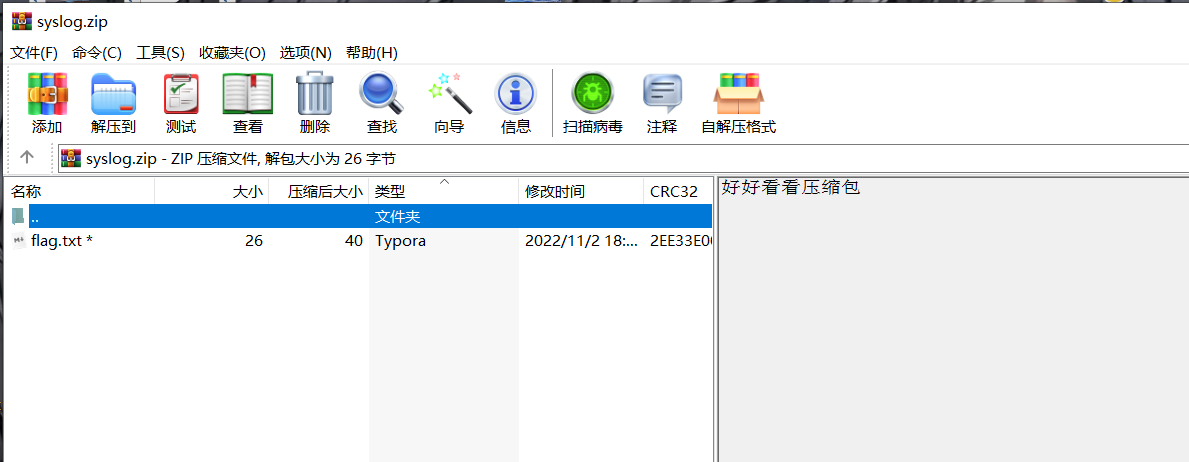 syslog.zip
文件(F) 命令(C) 工具(S) 收藏夹(O) 选项(N) 帮助(H)
添加 解压到 测试 查看 删除 查找 向导 信息 扫描病毒 注释 自解压格式
syslog.zip - ZIP 压缩文件, 解包大小为 26 字节
名称 大小 压缩后大小 类型 修改时间 CRC32
.. 文件夹
flag.txt * 26 40 Typora 2022/11/2 18:...
好好看看压缩包